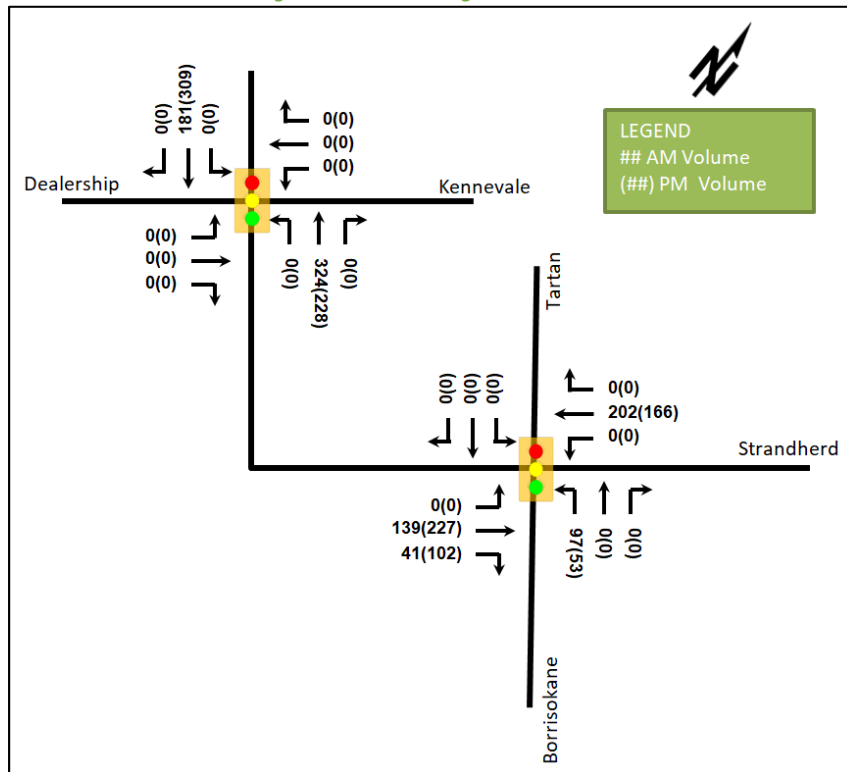 N
LEGEND
## AM Volume
(##) PM Volume
0(0)
181(309)
0(0)
0(0)
0(0)
0(0)
Dealership
Kennevale
0(0)
0(0)
0(0)
0(0)
324(228)
0(0)
Tartan
0(0)
0(0)
0(0)
0(0)
202(166)
0(0)
Strandherd
0(0)
139(227)
41(102)
97(53)
0(0)
0(0)
Borrisokane